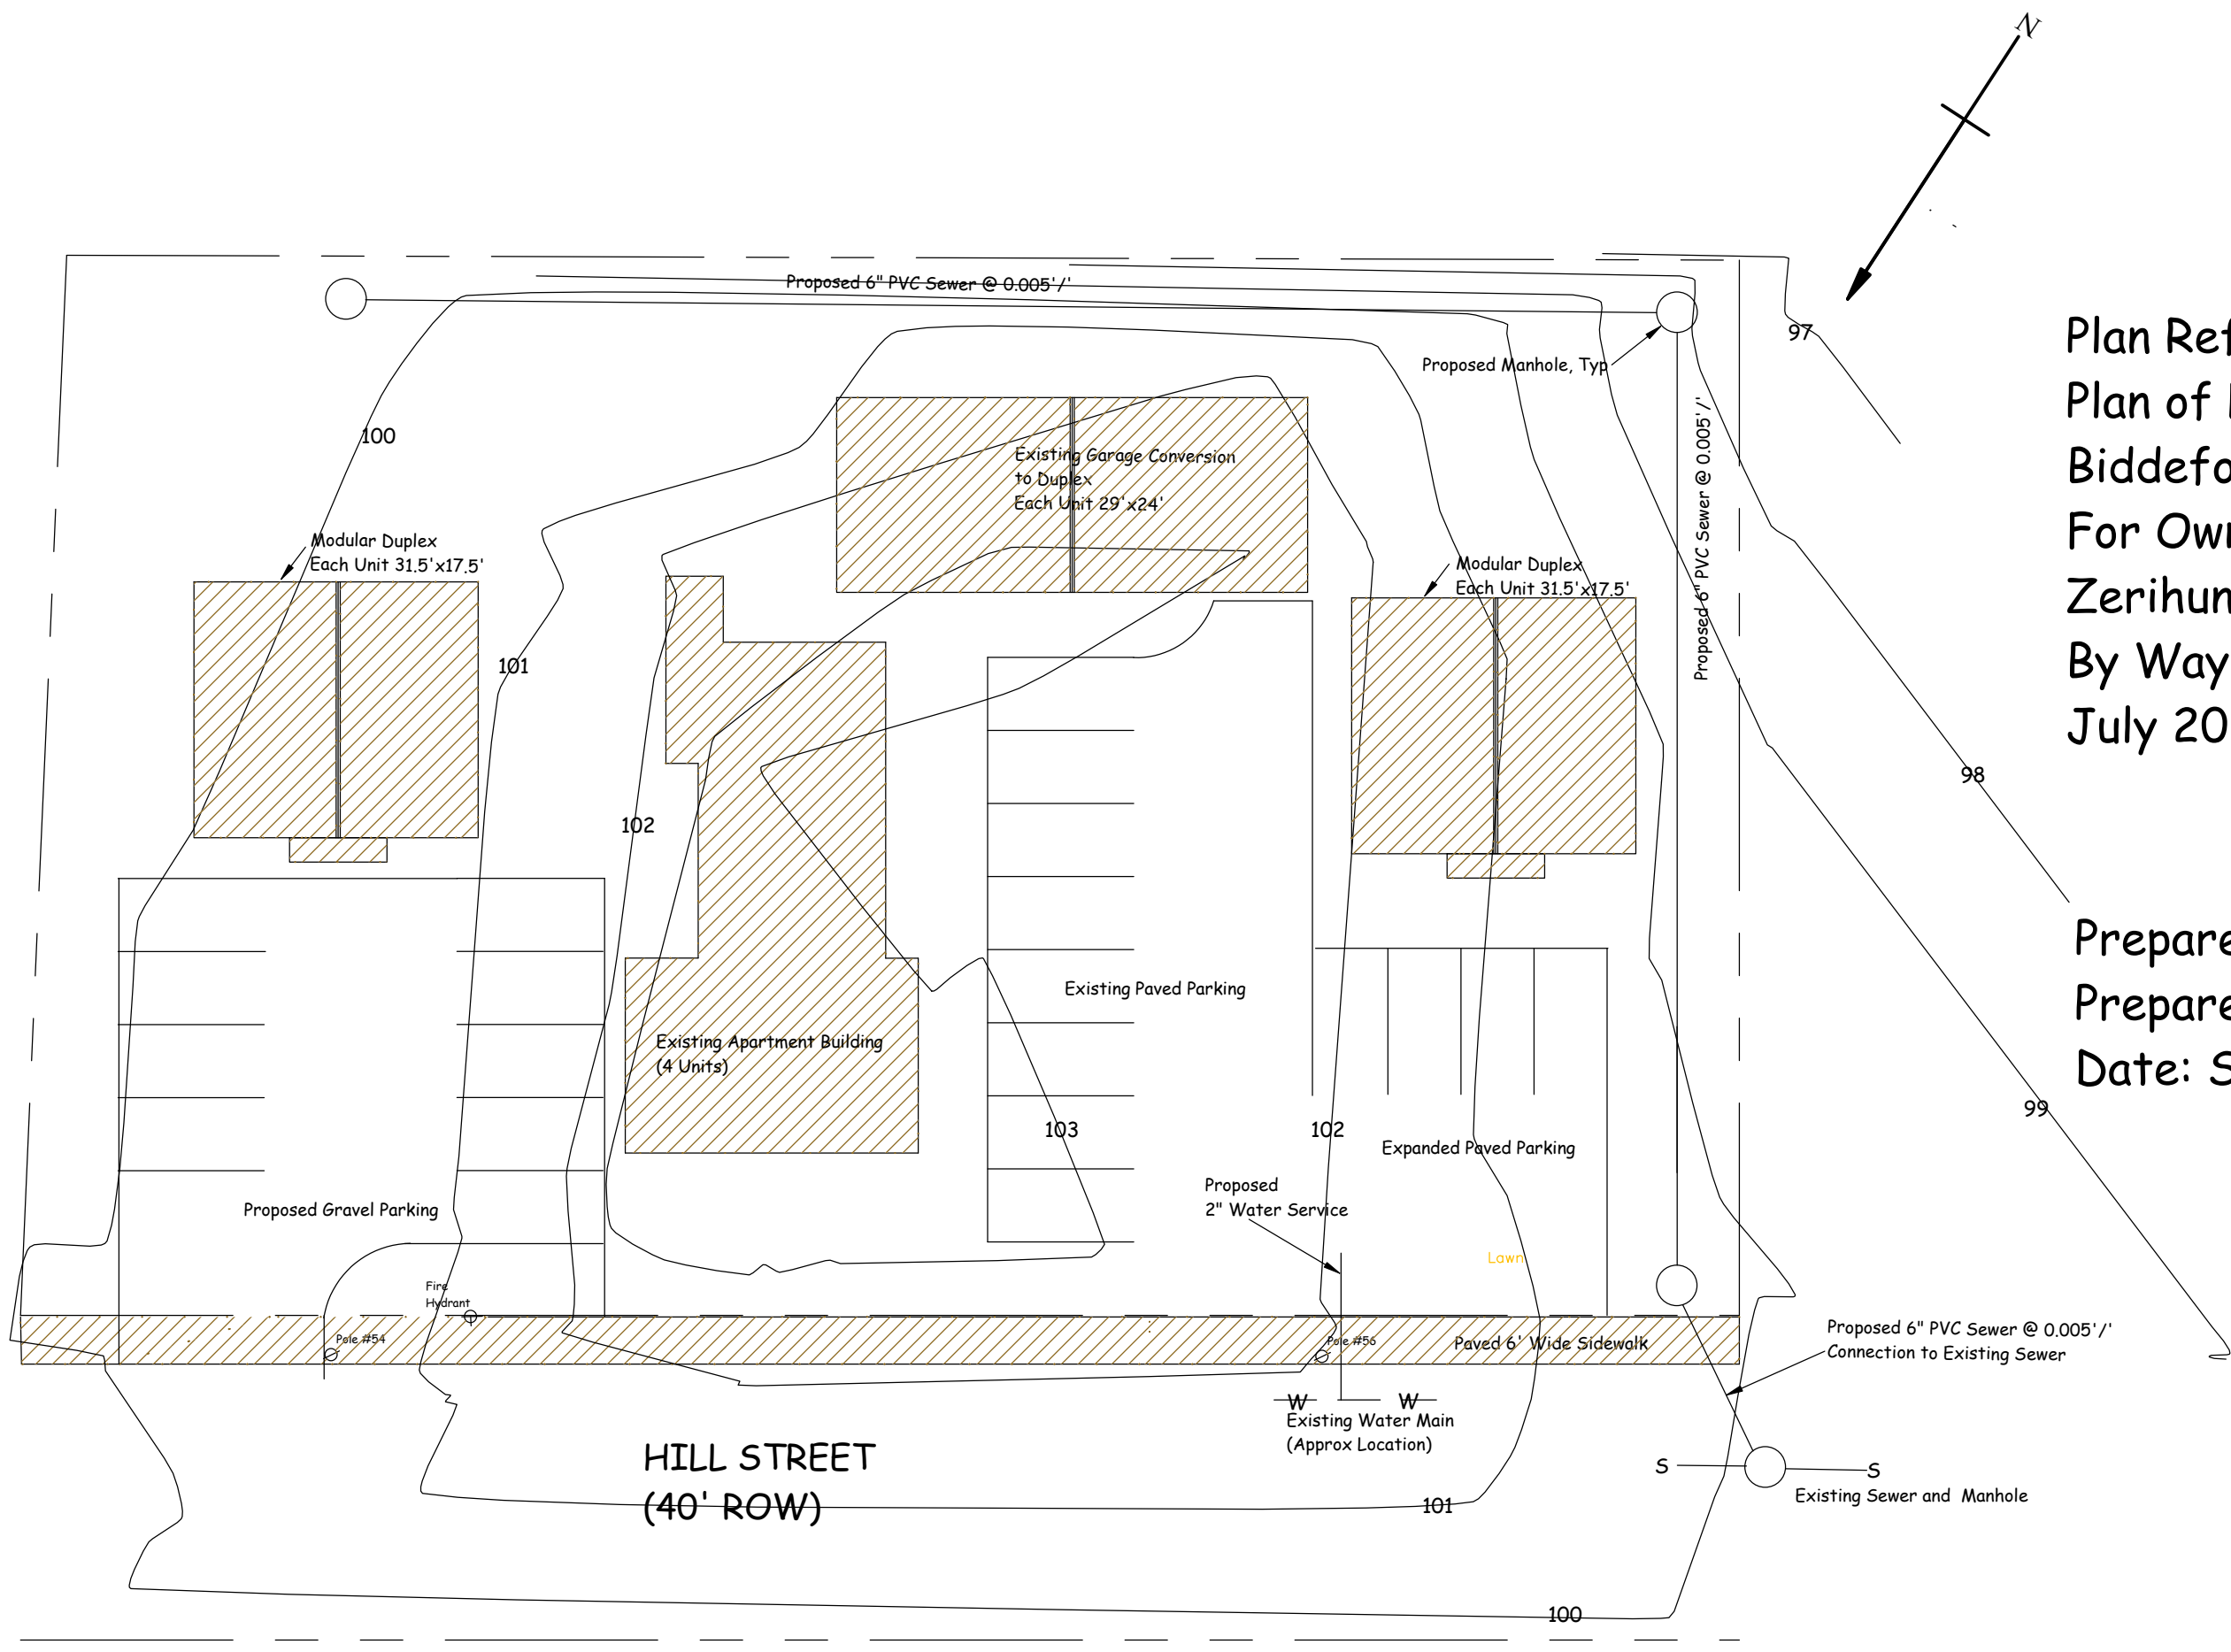 N
Proposed 6" PVC Sewer @ 0.005'/'
97
Proposed Manhole, Typ
Plan Ref
Plan of
Biddefo
For Own
Zerihun
By Way
July 20
100
Proposed 6" PVC Sewer @ 0.005'/'
Existing Garage Conversion
to Duplex
Each Unit 29'x24'
Modular Duplex
Each Unit 31.5'x17.5'
Modular Duplex
Each Unit 31.5'x17.5'
101
98
102
Prepare
Prepare
Date: S
Existing Paved Parking
Existing Apartment Building
(4 Units)
99
103
102
Expanded Paved Parking
Proposed
2" Water Service
Proposed Gravel Parking
Lawn
Fire
Hydrant
Pole #54
Pole #56
Paved 6' Wide Sidewalk
Proposed 6" PVC Sewer @ 0.005'/'
Connection to Existing Sewer
W
W
Existing Water Main
(Approx Location)
HILL STREET
(40' ROW)
S
S
Existing Sewer and Manhole
101
100